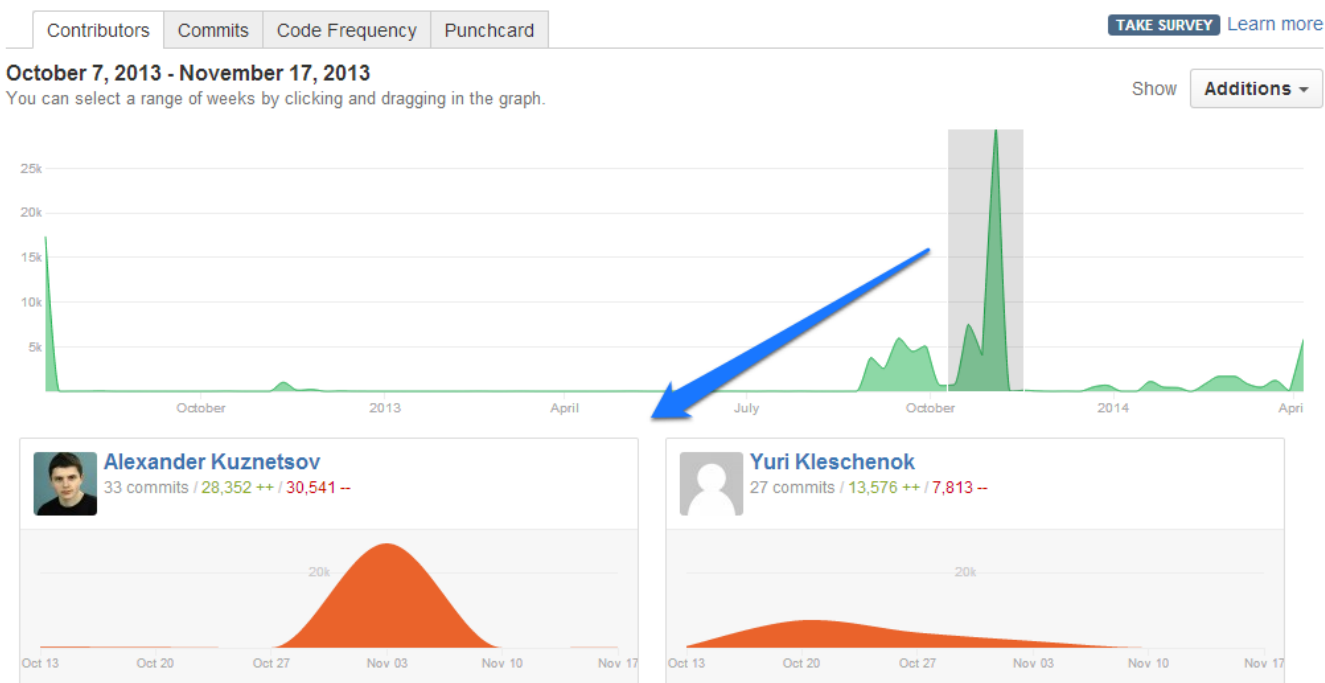 Contributors Commits Code Frequency Punchcard TAKE SURVEY Learn more
October 7, 2013 - November 17, 2013
You can select a range of weeks by clicking and dragging in the graph.
Show Additions
25k
20k
15k
10k
5k
October 2013 April July October 2014 Apri
Alexander Kuznetsov
33 commits / 28,352 ++ / 30,541 --
20k
Oct 13 Oct 20 Oct 27 Nov 03 Nov 10 Nov 17
Yuri Kleschenok
27 commits / 13,576 ++ / 7,813 --
20k
Oct 13 Oct 20 Oct 27 Nov 03 Nov 10 Nov 17